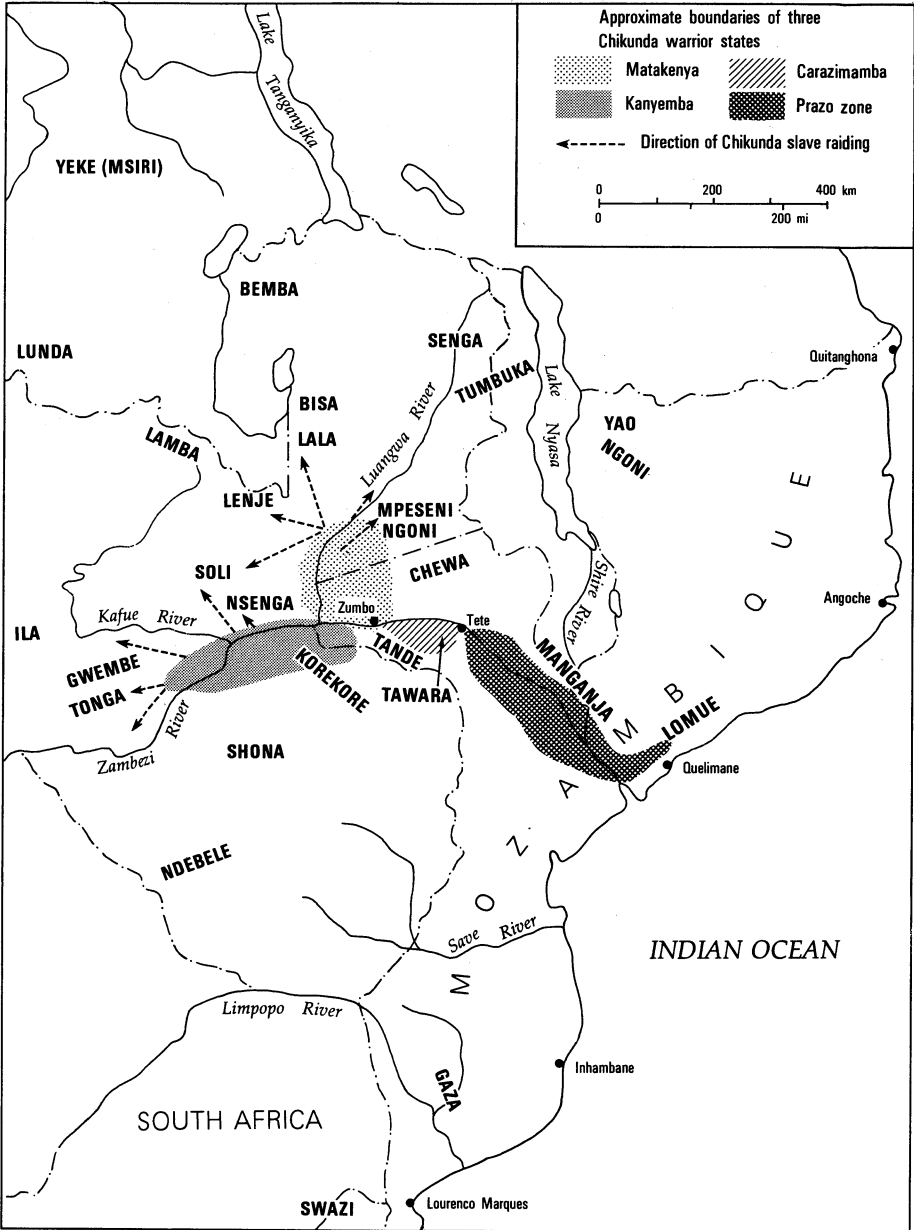 Approximate boundaries of three
Chikunda warrior states
Matakenya
Carazimamba
Kanyemba
Prazo zone
Direction of Chikunda slave raiding
0 200 400 km
0 200 mi
Lake
Tanganyika
YEKE (MSIRI)
BEMBA
SENGA
LUNDA
TUMBUKA
Quitanghona
Lake
Nyasa
BISA
YAO
NGONI
LAMBA
LALA
Luangwa River
LENJE
MPESENI
NGONI
CHEWA
SOLI
Shire River
NSENGA
Zumbo
Angoche
Kafue River
ILA
Tete
TANDE
MANGANJA
GWEMBE
KOREKORE
TONGA
TAWARA
LOMUE
Zambezi River
SHONA
Quelimane
MOZAMBIQUE
NDEBELE
Save River
INDIAN OCEAN
Limpopo River
Inhambane
GAZA
SOUTH AFRICA
SWAZI
Lourenco Marques